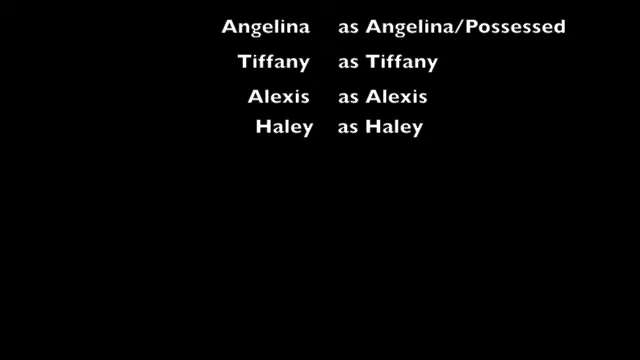 Angelina as Angelina/Possessed
Tiffany as Tiffany
Alexis as Alexis
Haley as Haley